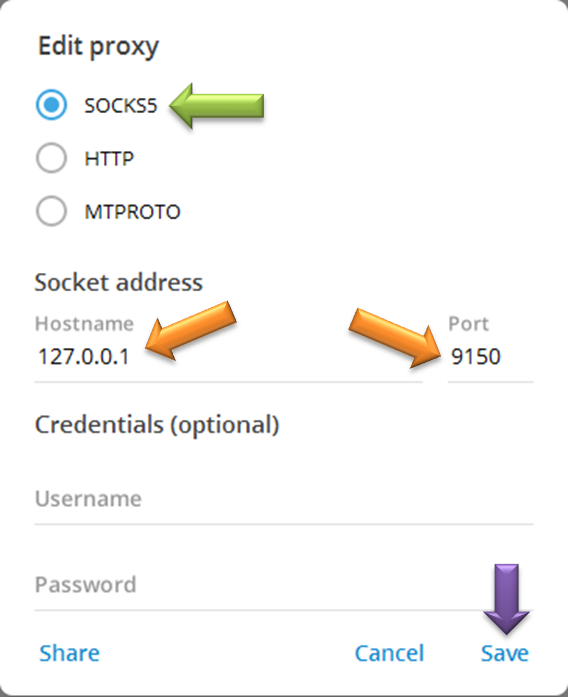 Edit proxy
SOCKS5
HTTP
MTPROTO
Socket address
Hostname Port
127.0.0.1 9150
Credentials (optional)
Username
Password
Share Cancel Save